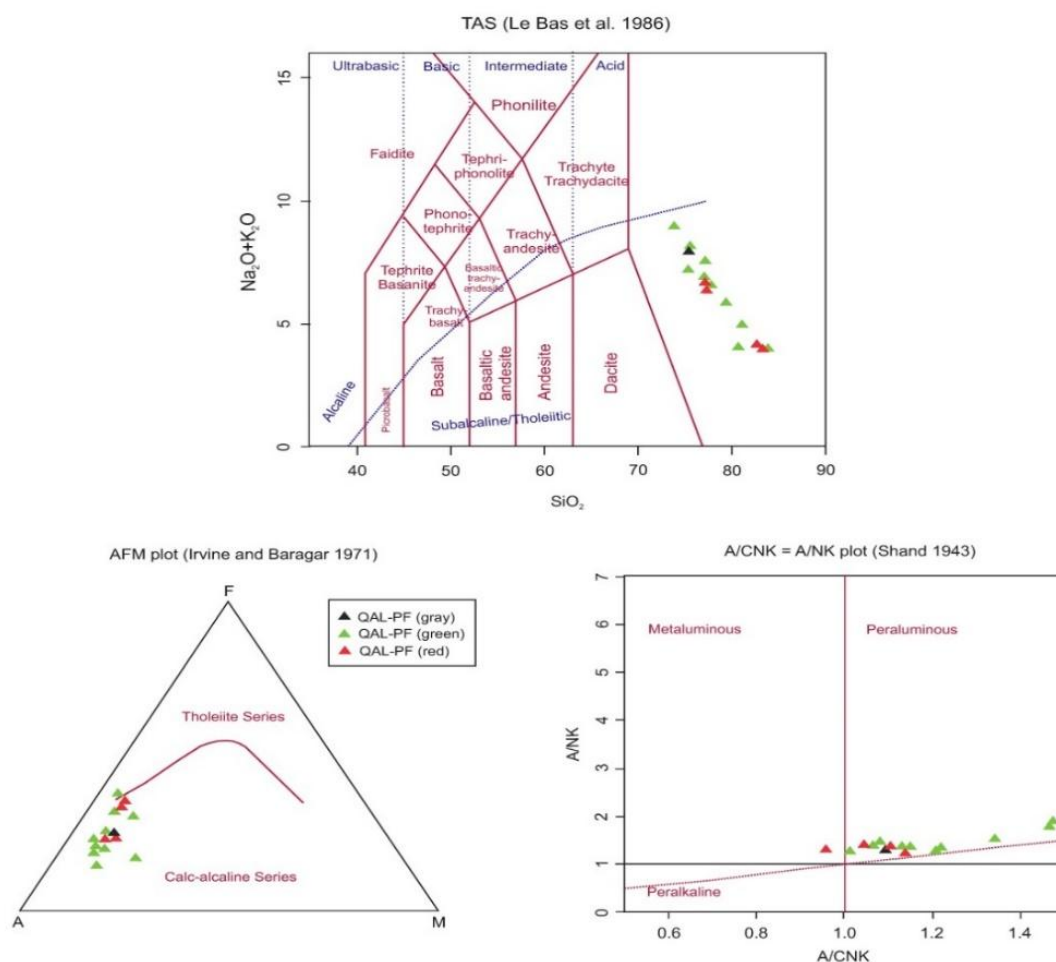 TAS (Le Bas et al. 1986)
Ultrabasic
Basic
Intermediate
Acid
15
10
5
0
Na₂O+K₂O
Phonilite
Faidite
Tephri-
phonolite
Trachyte
Trachydacite
Phono-
tephrite
Trachy-
andesite
Tephrite
Basanite
Basaltic
trachy-
andesite
Trachy-
basalt
Alcaline
Picrobasalt
Basalt
Basaltic
andesite
Andesite
Dacite
Subalcaline/Tholeiitic
40
50
60
70
80
90
SiO₂
AFM plot (Irvine and Baragar 1971)
F
QAL-PF (gray)
QAL-PF (green)
QAL-PF (red)
Tholeiite Series
Calc-alcaline Series
A
M
A/CNK = A/NK plot (Shand 1943)
7
6
5
4
3
2
1
0
A/NK
Metaluminous
Peraluminous
Peralkaline
0.6
0.8
1.0
1.2
1.4
A/CNK